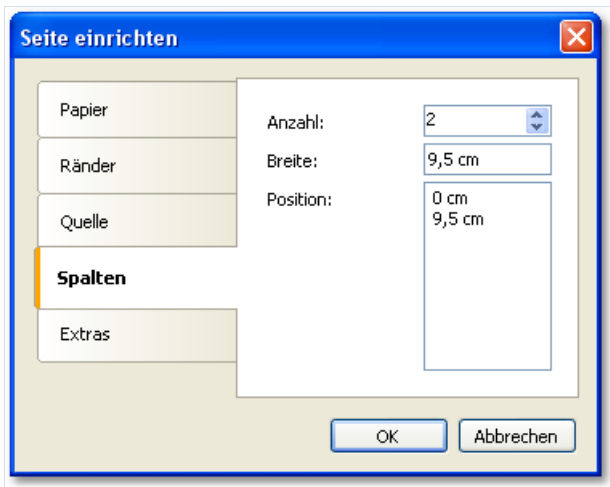 Seite einrichten
Papier
Ränder
Quelle
Spalten
Extras
Anzahl: 2
Breite: 9,5 cm
Position: 0 cm
9,5 cm
OK Abbrechen